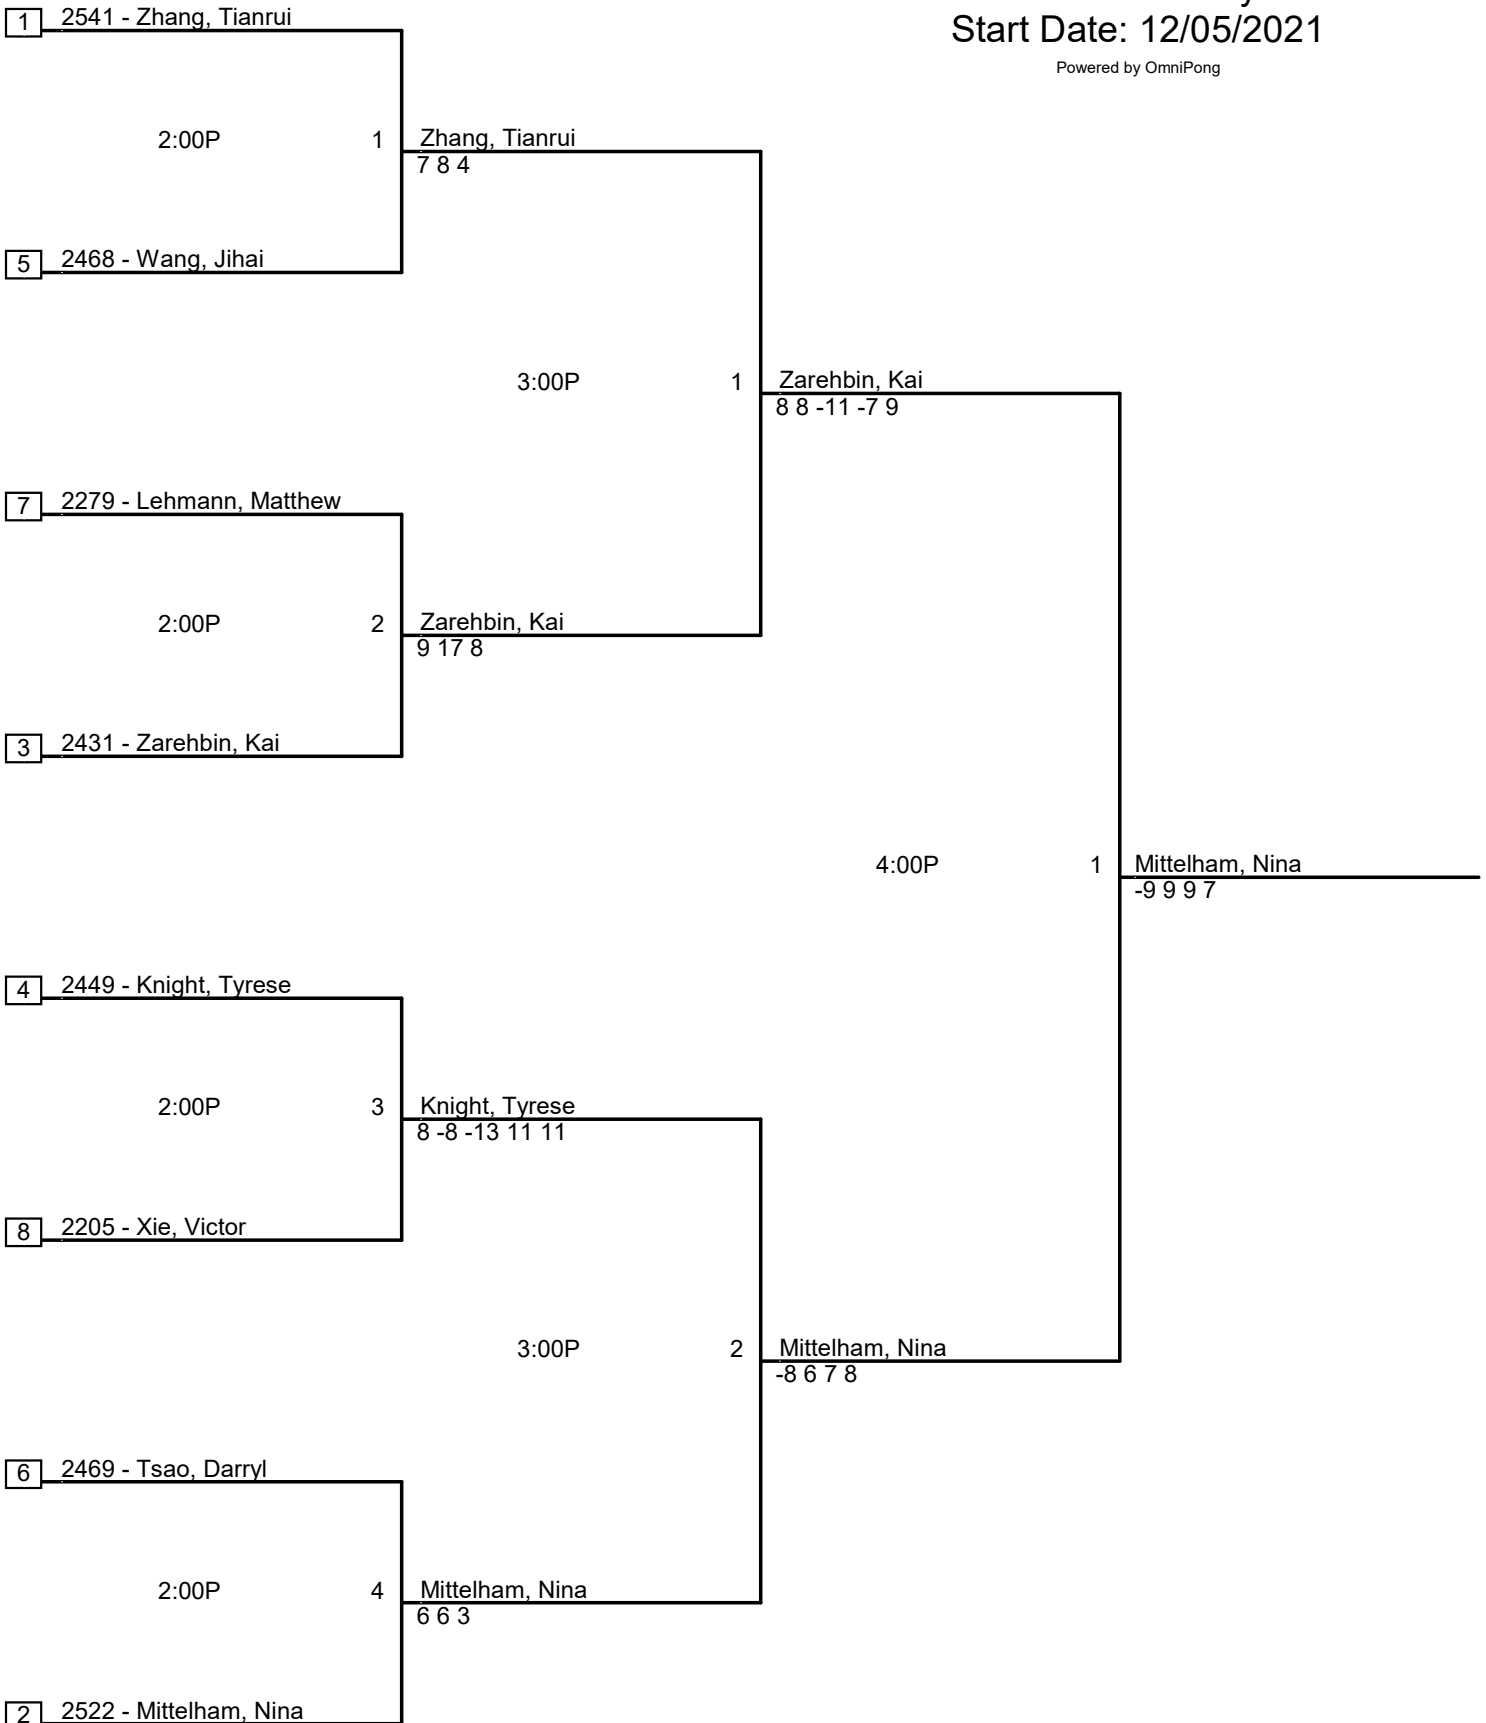 1 2541 - Zhang, Tianrui
Start Date: 12/05/2021
Powered by OmniPong
2:00P 1 Zhang, Tianrui
7 8 4
5 2468 - Wang, Jihai
3:00P 1 Zarehbin, Kai
8 8 -11 -7 9
7 2279 - Lehmann, Matthew
2:00P 2 Zarehbin, Kai
9 17 8
3 2431 - Zarehbin, Kai
4:00P 1 Mittelham, Nina
-9 9 9 7
4 2449 - Knight, Tyrese
2:00P 3 Knight, Tyrese
8 -8 -13 11 11
8 2205 - Xie, Victor
3:00P 2 Mittelham, Nina
-8 6 7 8
6 2469 - Tsao, Darryl
2:00P 4 Mittelham, Nina
6 6 3
2 2522 - Mittelham, Nina